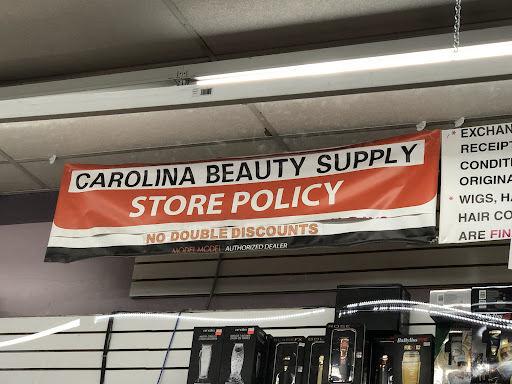 CAROLINA BEAUTY SUPPLY
STORE POLICY
NO DOUBLE DISCOUNTS
MODEL MODEL AUTHORIZED DEALER
* EXCHAN
RECEIPT
CONDITI
ORIGINA
* WIGS, HA
HAIR CO
ARE FIN
ROSE
BaByliss